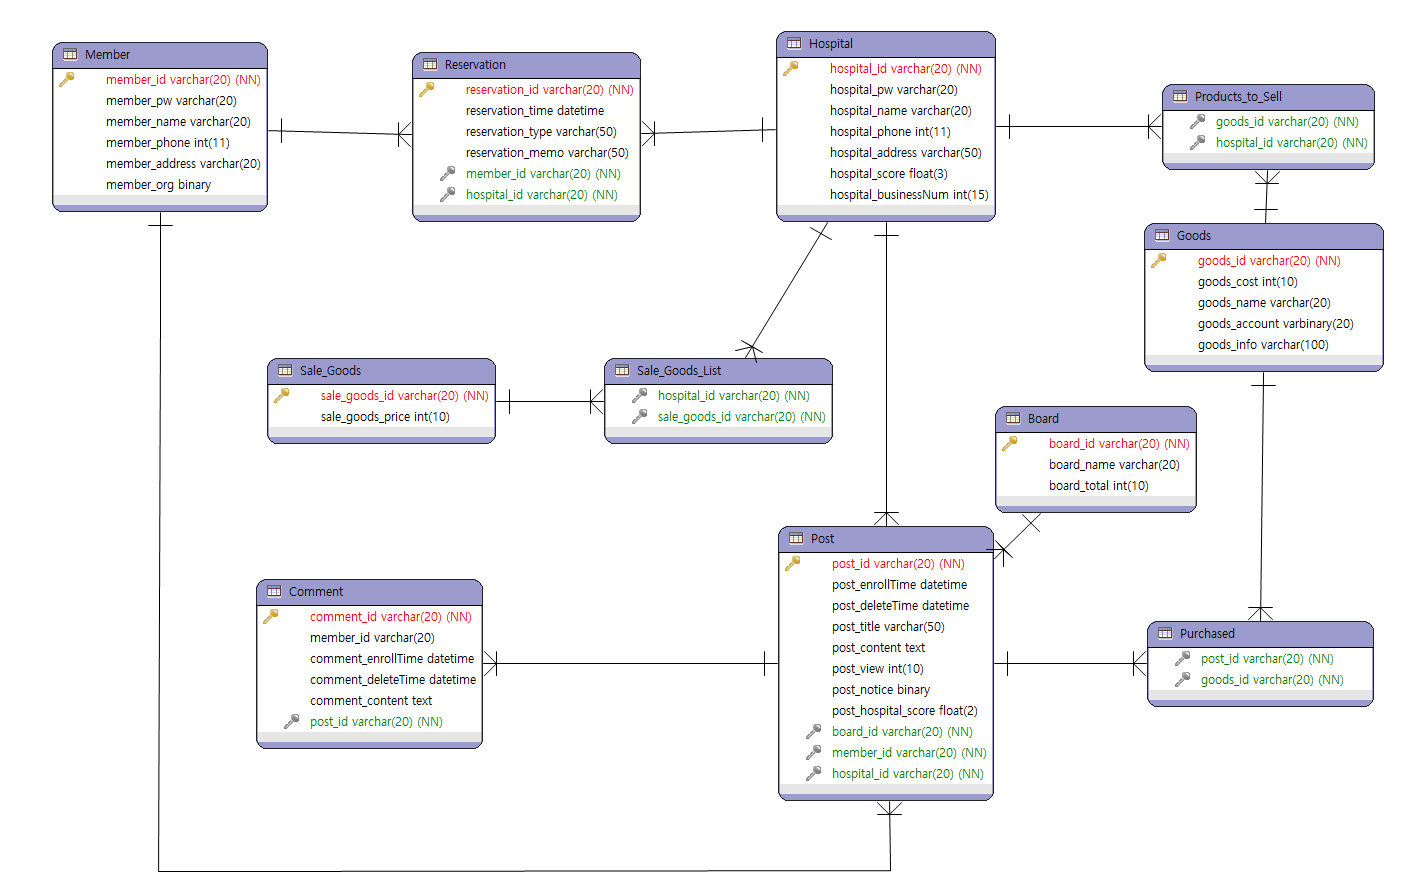 Member
member_id varchar(20) (NN)
member_pw varchar(20)
member_name varchar(20)
member_phone int(11)
member_address varchar(20)
member_org binary
Reservation
reservation_id varchar(20) (NN)
reservation_time datetime
reservation_type varchar(50)
reservation_memo varchar(50)
member_id varchar(20) (NN)
hospital_id varchar(20) (NN)
Hospital
hospital_id varchar(20) (NN)
hospital_pw varchar(20)
hospital_name varchar(20)
hospital_phone int(11)
hospital_address varchar(50)
hospital_score float(3)
hospital_businessNum int(15)
Products_to_Sell
goods_id varchar(20) (NN)
hospital_id varchar(20) (NN)
Goods
goods_id varchar(20) (NN)
goods_cost int(10)
goods_name varchar(20)
goods_account varbinary(20)
goods_info varchar(100)
Sale_Goods
sale_goods_id varchar(20) (NN)
sale_goods_price int(10)
Sale_Goods_List
hospital_id varchar(20) (NN)
sale_goods_id varchar(20) (NN)
Board
board_id varchar(20) (NN)
board_name varchar(20)
board_total int(10)
Post
post_id varchar(20) (NN)
post_enrollTime datetime
post_deleteTime datetime
post_title varchar(50)
post_content text
post_view int(10)
post_notice binary
post_hospital_score float(2)
board_id varchar(20) (NN)
member_id varchar(20) (NN)
hospital_id varchar(20) (NN)
Comment
comment_id varchar(20) (NN)
member_id varchar(20)
comment_enrollTime datetime
comment_deleteTime datetime
comment_content text
post_id varchar(20) (NN)
Purchased
post_id varchar(20) (NN)
goods_id varchar(20) (NN)